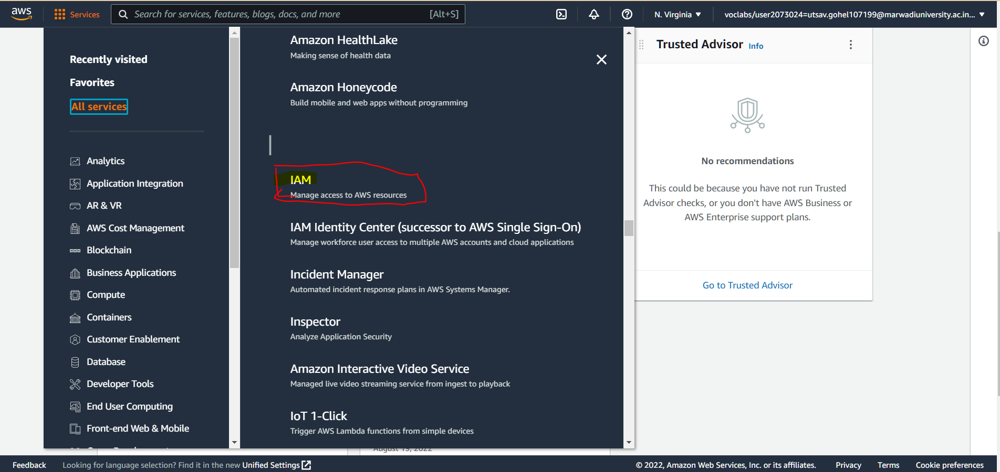 aws
Services
Search for services, features, blogs, docs, and more
[Alt+S]
N. Virginia
voclabs/user2073024=utsav.gohel107199@marwadiuniversity.ac.in...
Recently visited
Favorites
All services
Analytics
Application Integration
AR & VR
AWS Cost Management
Blockchain
Business Applications
Compute
Containers
Customer Enablement
Database
Developer Tools
End User Computing
Front-end Web & Mobile
Amazon HealthLake
Making sense of health data
Amazon Honeycode
Build mobile and web apps without programming
IAM
Manage access to AWS resources
IAM Identity Center (successor to AWS Single Sign-On)
Manage workforce user access to multiple AWS accounts and cloud applications
Incident Manager
Automated incident response plans in AWS Systems Manager.
Inspector
Analyze Application Security
Amazon Interactive Video Service
Managed live video streaming service from ingest to playback
IoT 1-Click
Trigger AWS Lambda functions from simple devices
Trusted Advisor Info
No recommendations
This could be because you have not run Trusted
Advisor checks, or you don't have AWS Business or
AWS Enterprise support plans.
Go to Trusted Advisor
August 19, 2022
Feedback
Looking for language selection? Find it in the new Unified Settings
© 2022, Amazon Web Services, Inc. or its affiliates.
Privacy
Terms
Cookie preferences